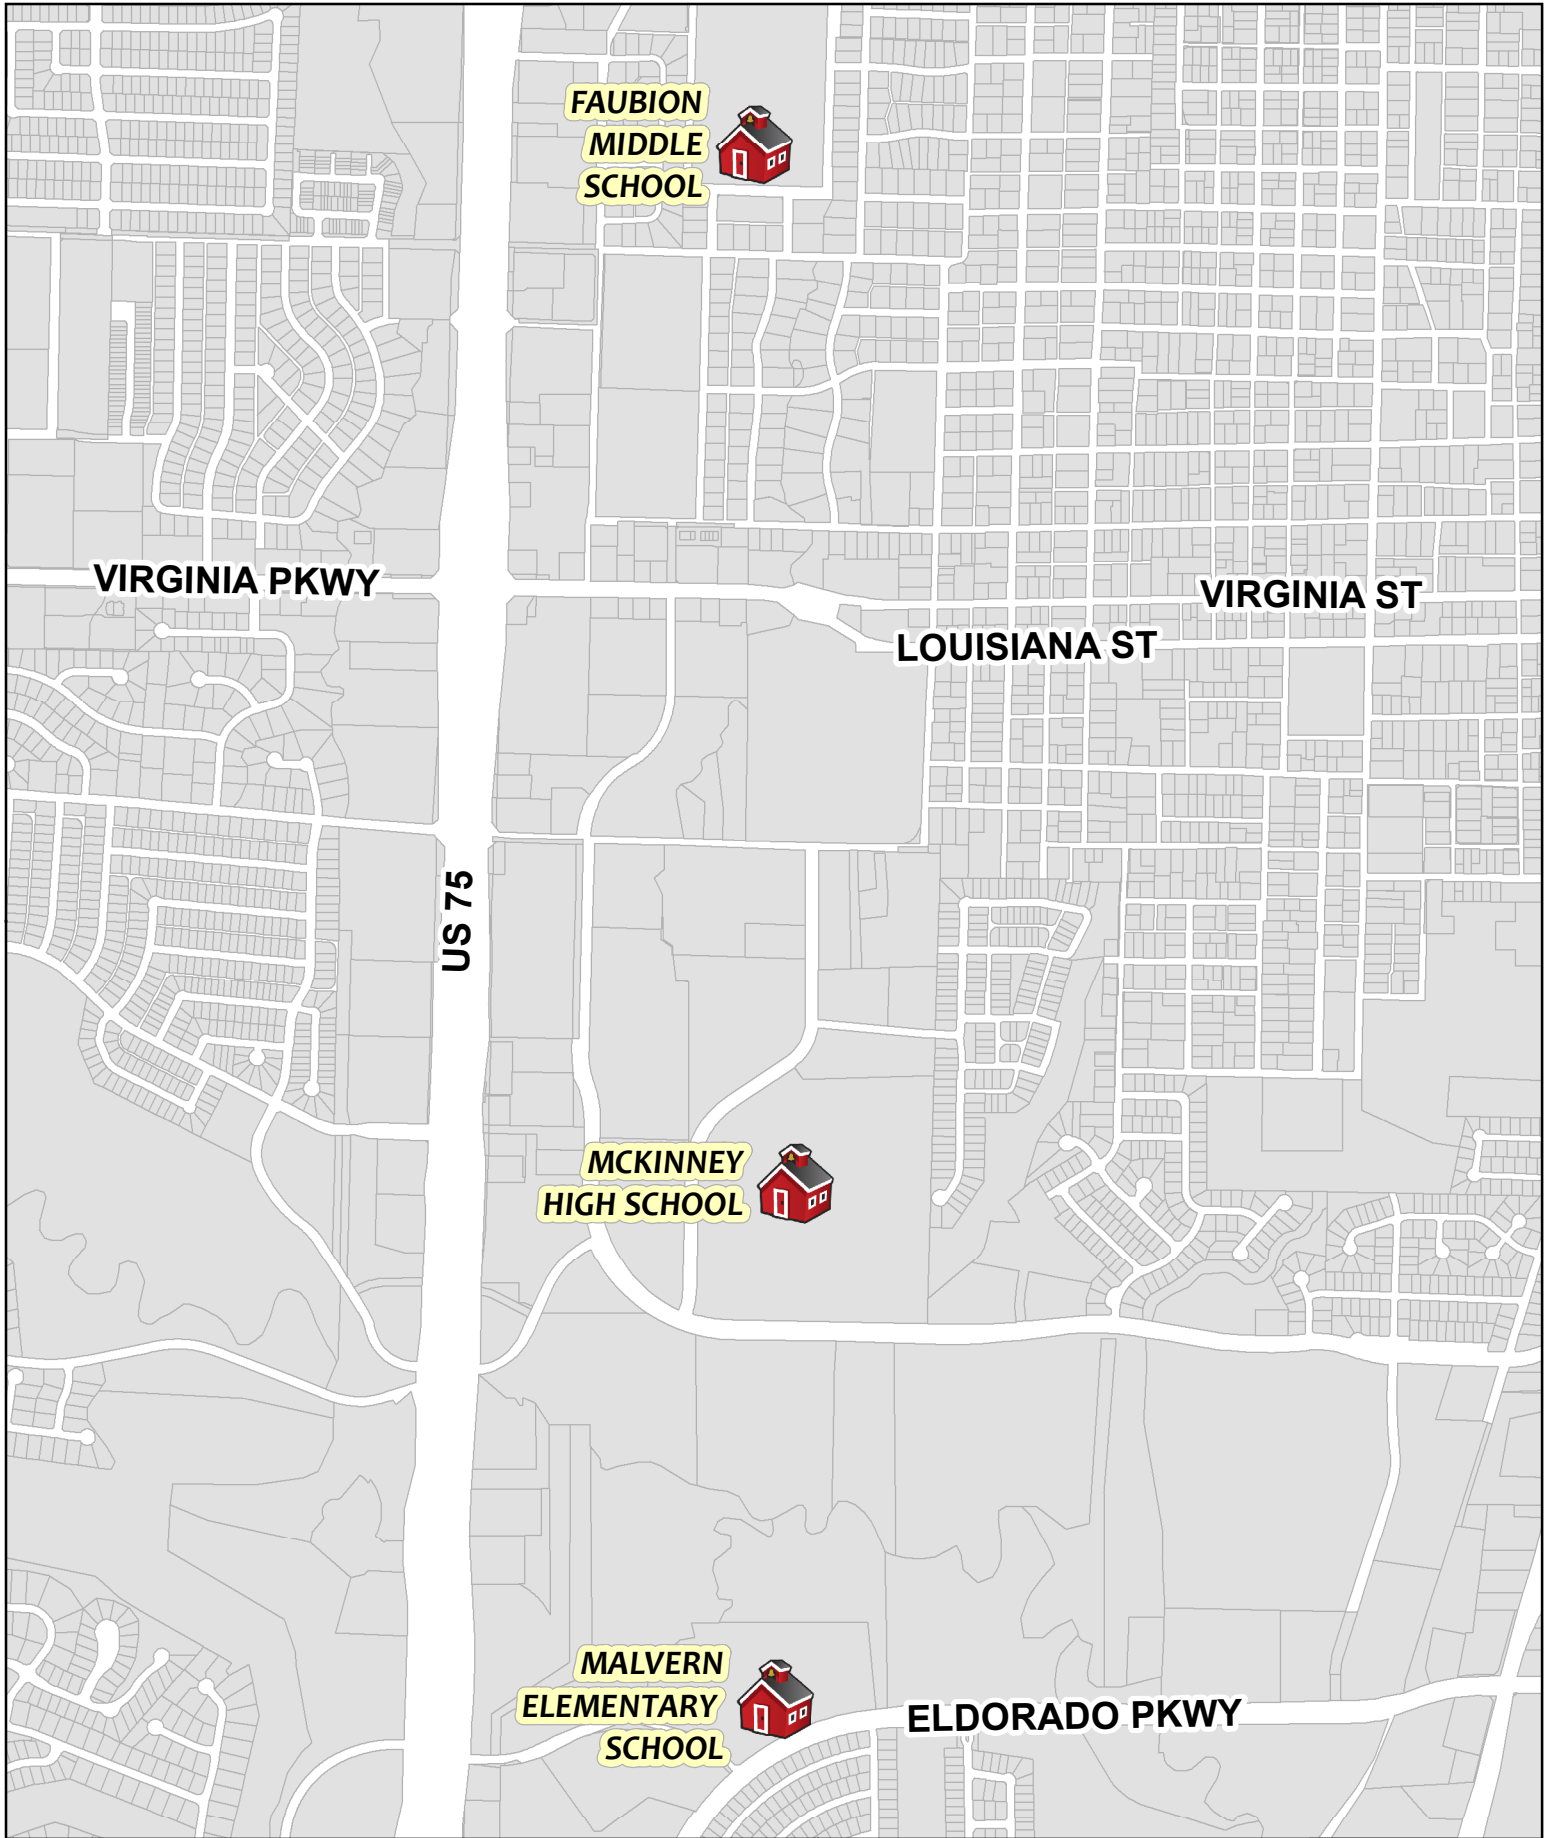 FAUBION
MIDDLE
SCHOOL
VIRGINIA PKWY
VIRGINIA ST
LOUISIANA ST
US 75
MCKINNEY
HIGH SCHOOL
MALVERN
ELEMENTARY
SCHOOL
ELDORADO PKWY